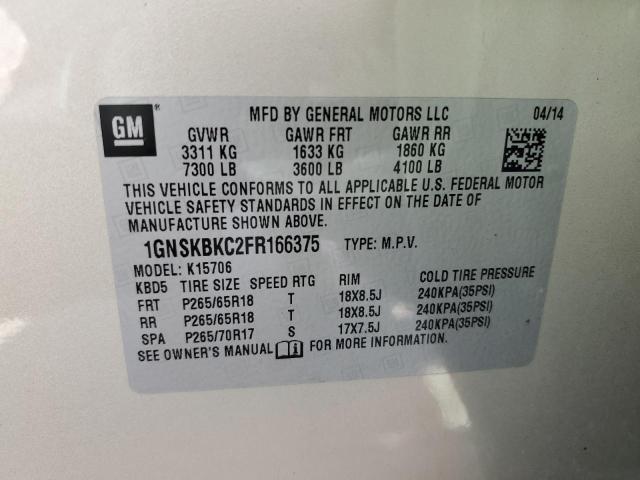 GM
MFD BY GENERAL MOTORS LLC 04/14
GVWR GAWR FRT GAWR RR
3311 KG 1633 KG 1860 KG
7300 LB 3600 LB 4100 LB
THIS VEHICLE CONFORMS TO ALL APPLICABLE U.S. FEDERAL MOTOR
VEHICLE SAFETY STANDARDS IN EFFECT ON THE DATE OF
MANUFACTURE SHOWN ABOVE.
1GNSKBKC2FR166375 TYPE: M.P.V.
MODEL: K15706
KBD5 TIRE SIZE SPEED RTG RIM COLD TIRE PRESSURE
FRT P265/65R18 T 18X8.5J 240KPA(35PSI)
RR P265/65R18 T 18X8.5J 240KPA(35PSI)
SPA P265/70R17 S 17X7.5J 240KPA(35PSI)
SEE OWNER'S MANUAL i FOR MORE INFORMATION.